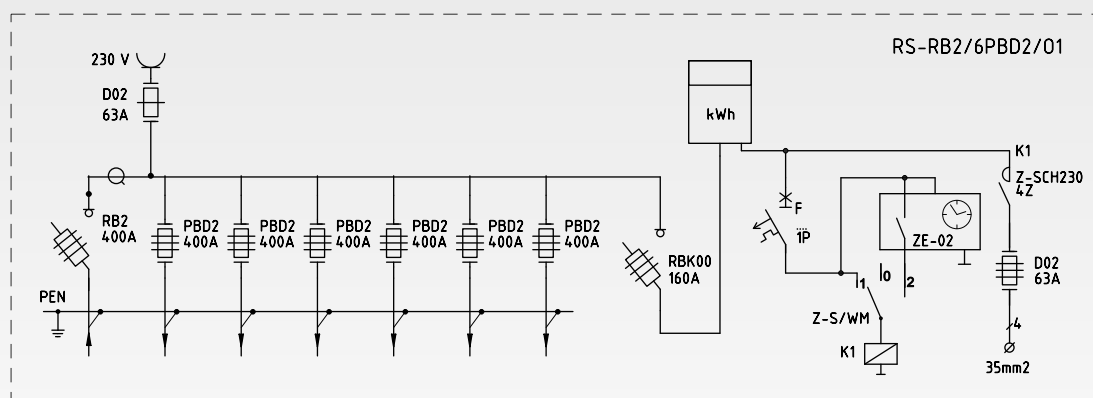 RS-RB2/6PBD2/O1
230 V
D02
63A
kWh
K1
Z-SCH230
4Z
RB2
400A
PBD2
400A
PBD2
400A
PBD2
400A
PBD2
400A
PBD2
400A
PBD2
400A
RBK00
160A
F
1P
ZE-02
D02
63A
PEN
1
0
2
Z-S/WM
K1
4
35mm2